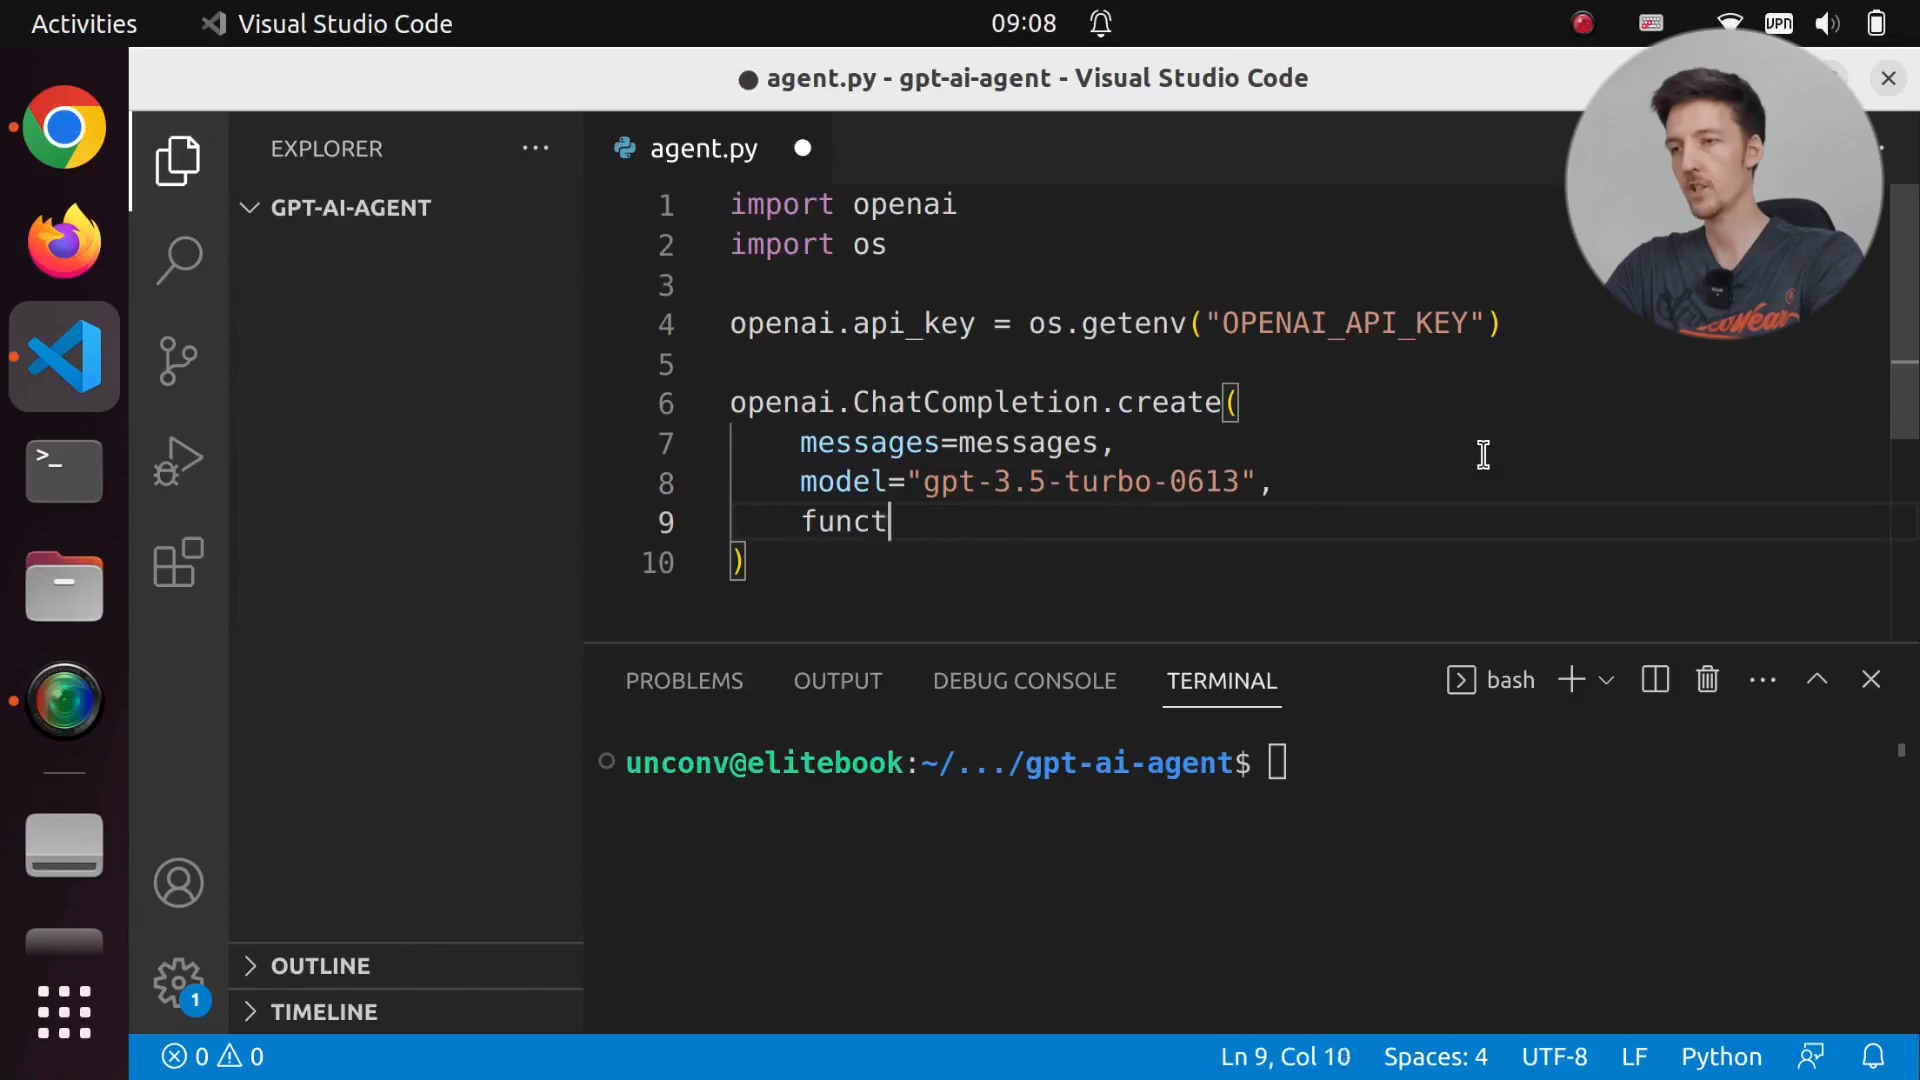 Activities
Visual Studio Code
09:08
VPN
agent.py - gpt-ai-agent - Visual Studio Code
EXPLORER
GPT-AI-AGENT
agent.py
1 import openai
2 import os
3
4 openai.api_key = os.getenv("OPENAI_API_KEY")
5
6 openai.ChatCompletion.create(
7 messages=messages,
8 model="gpt-3.5-turbo-0613",
9 funct
10 )
PROBLEMS
OUTPUT
DEBUG CONSOLE
TERMINAL
bash
unconv@elitebook:~/.../gpt-ai-agent$
OUTLINE
TIMELINE
1
0
0
Ln 9, Col 10
Spaces: 4
UTF-8
LF
Python